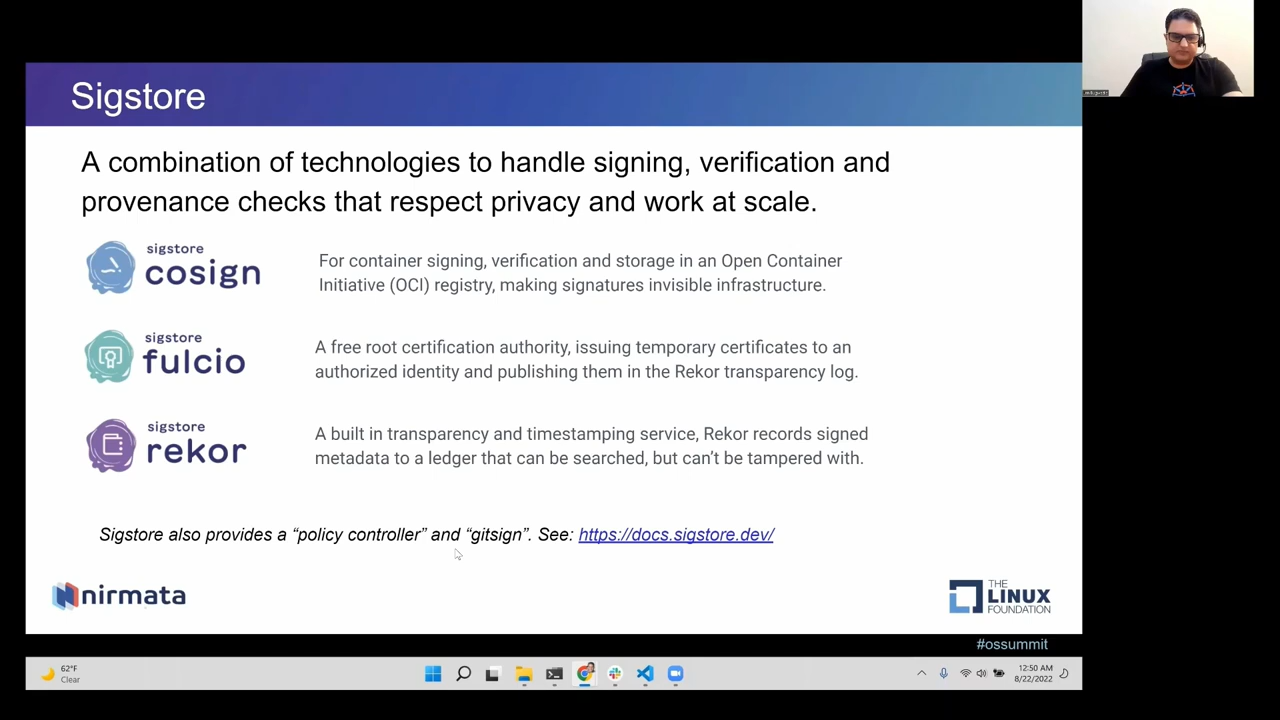 Sigstore
A combination of technologies to handle signing, verification and
provenance checks that respect privacy and work at scale.
sigstore
cosign
For container signing, verification and storage in an Open Container
Initiative (OCI) registry, making signatures invisible infrastructure.
sigstore
fulcio
A free root certification authority, issuing temporary certificates to an
authorized identity and publishing them in the Rekor transparency log.
sigstore
rekor
A built in transparency and timestamping service, Rekor records signed
metadata to a ledger that can be searched, but can’t be tampered with.
Sigstore also provides a “policy controller” and “gitsign”. See: https://docs.sigstore.dev/
nirmata
THE
LINUX
FOUNDATION
#ossummit
62°F
Clear
12:50 AM
8/22/2022